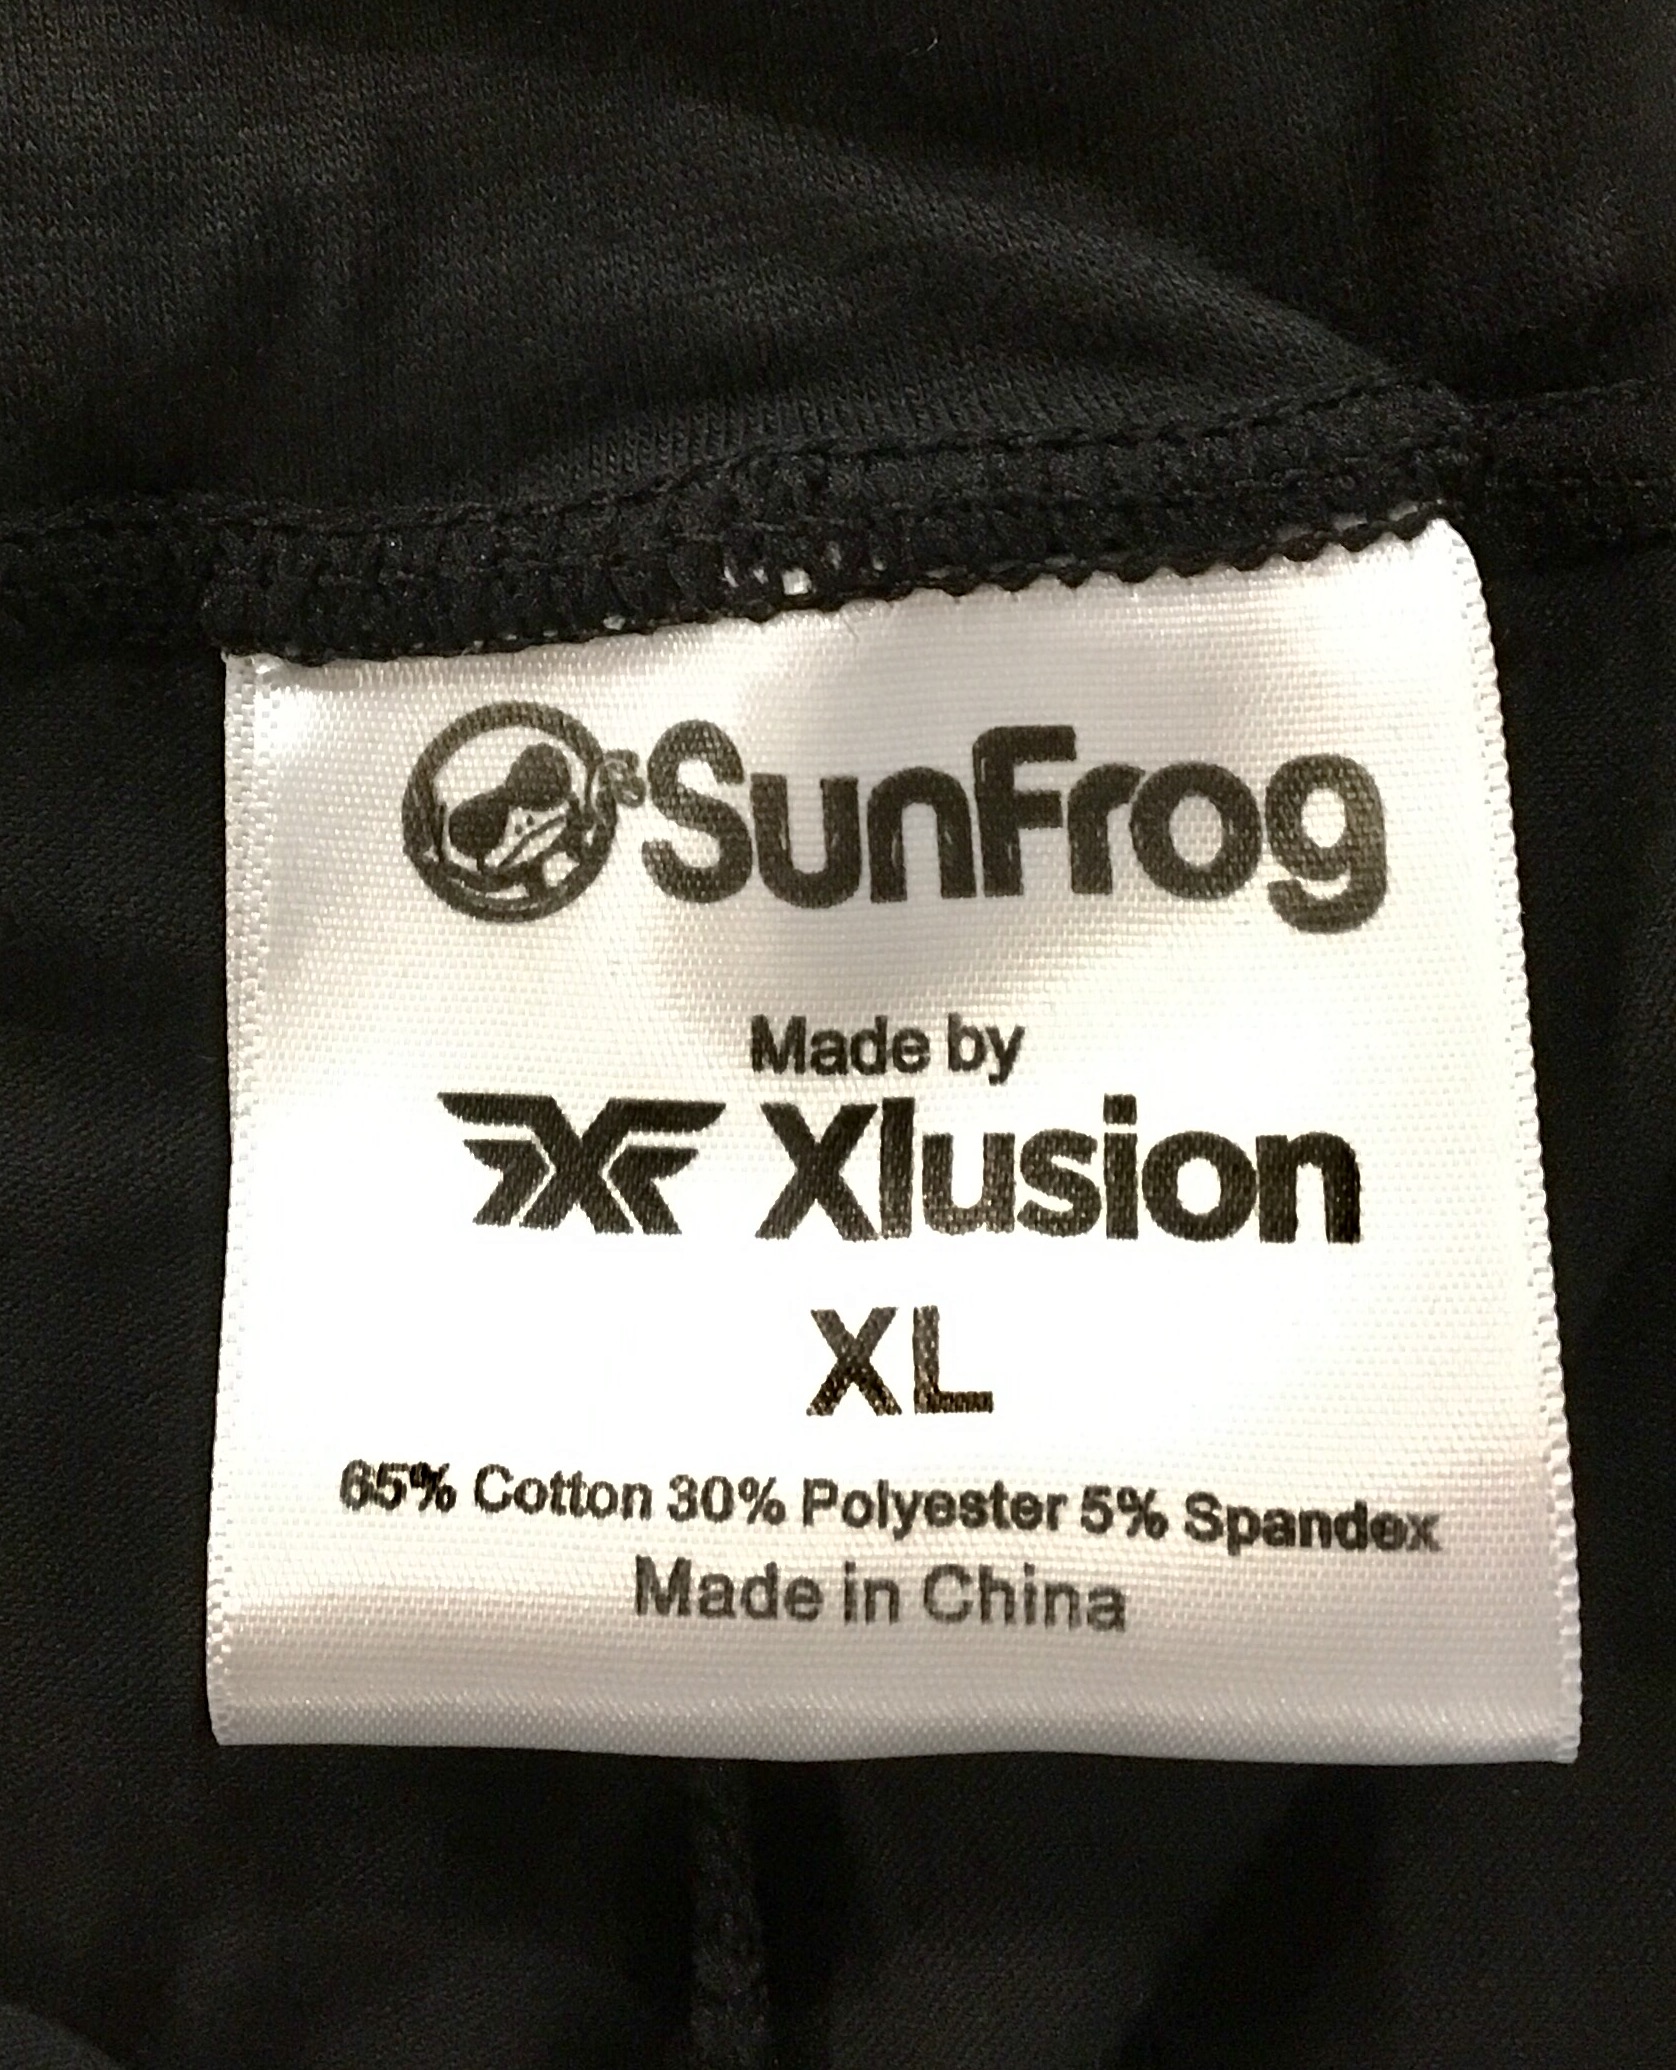 SunFrog
Made by
Xlusion
XL
65% Cotton 30% Polyester 5% Spandex
Made in China